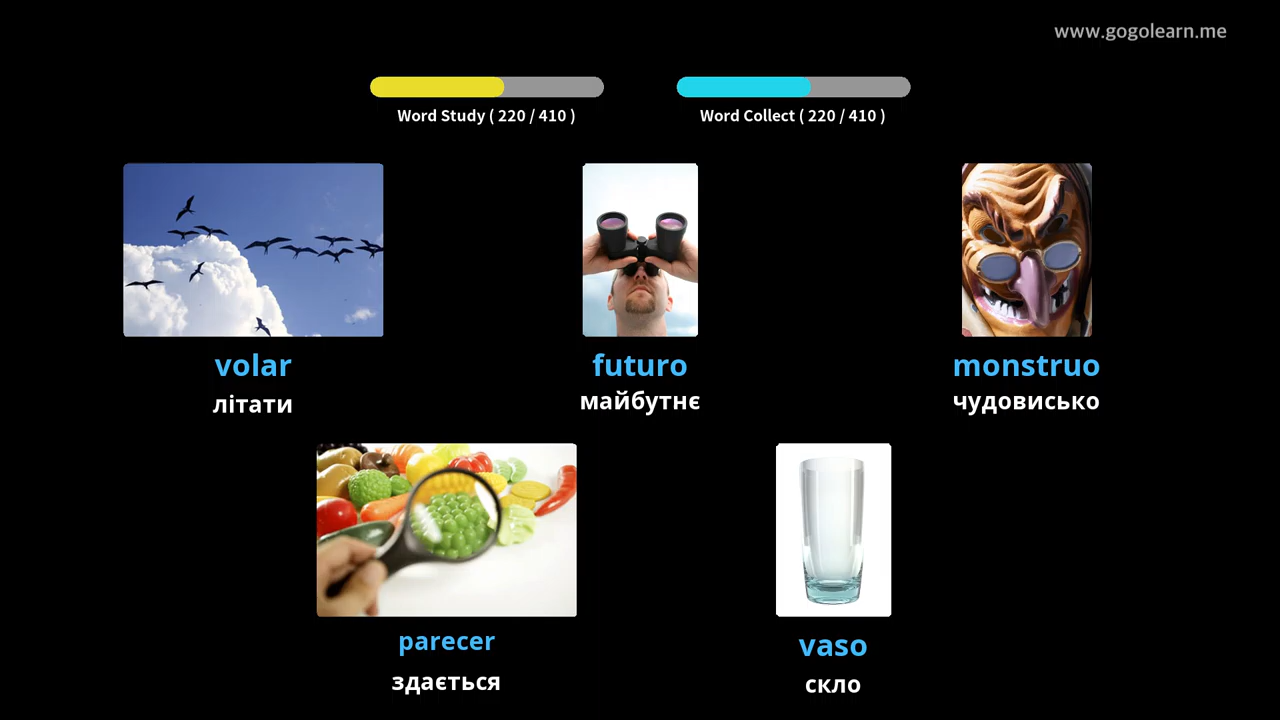 www.gogolearn.me
Word Study ( 220 / 410 )
Word Collect ( 220 / 410 )
volar
літати
futuro
майбутнє
monstruo
чудовисько
parecer
здається
vaso
скло